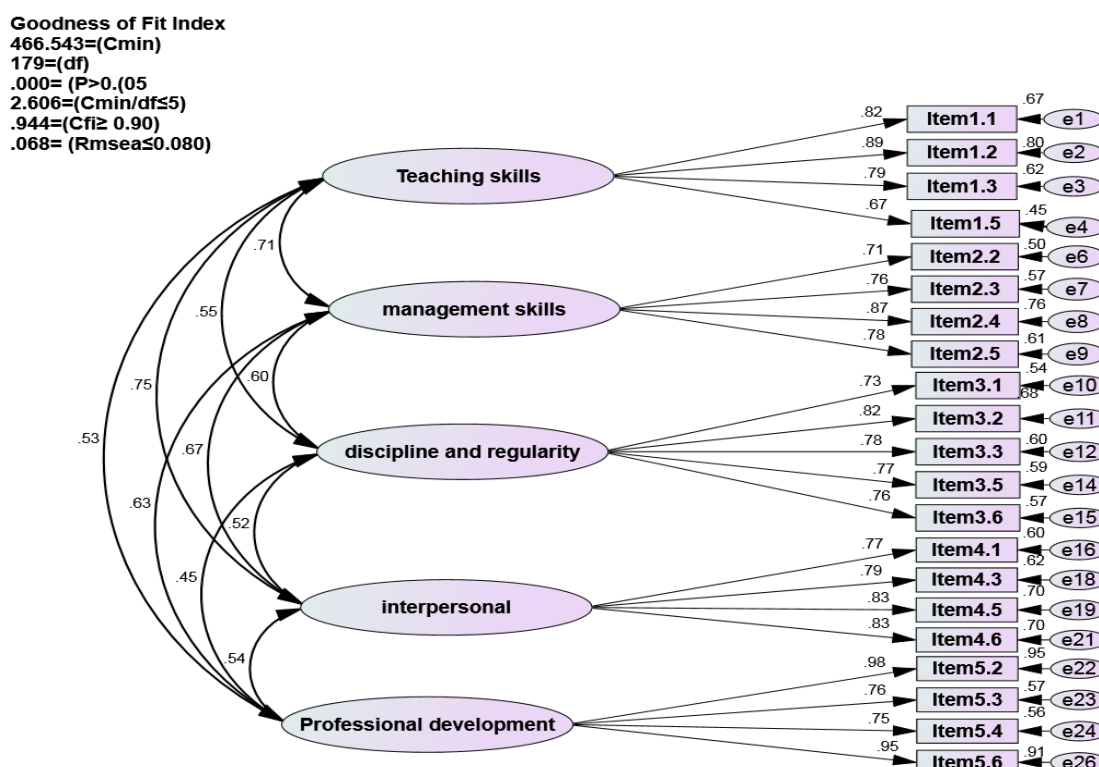 Goodness of Fit Index
466.543=(Cmin)
179=(df)
.000= (P>0.(05
2.606=(Cmin/df≤5)
.944=(Cfi≥ 0.90)
.068= (Rmsea≤0.080)
.67
.82 Item1.1 e1
.89 Item1.2 .80 e2
Teaching skills .79 Item1.3 .62 e3
.67 Item1.5 .45 e4
.71 .71 Item2.2 .50 e6
.76 Item2.3 .57 e7
.55 management skills .87 Item2.4 .76 e8
.78 Item2.5 .61 e9
.75 .60 .73 Item3.1 .54 e10
.82 Item3.2 .68 e11
.53 .67 discipline and regularity .78 Item3.3 .60 e12
.77 Item3.5 .59 e14
.63 .52 .76 Item3.6 .57 e15
.77 Item4.1 .60 e16
.45 .79 Item4.3 .62 e18
interpersonal .83 Item4.5 .70 e19
.83 Item4.6 .70 e21
.54 .98 Item5.2 .95 e22
.76 Item5.3 .57 e23
Professional development .75 Item5.4 .56 e24
.95 Item5.6 .91 e26